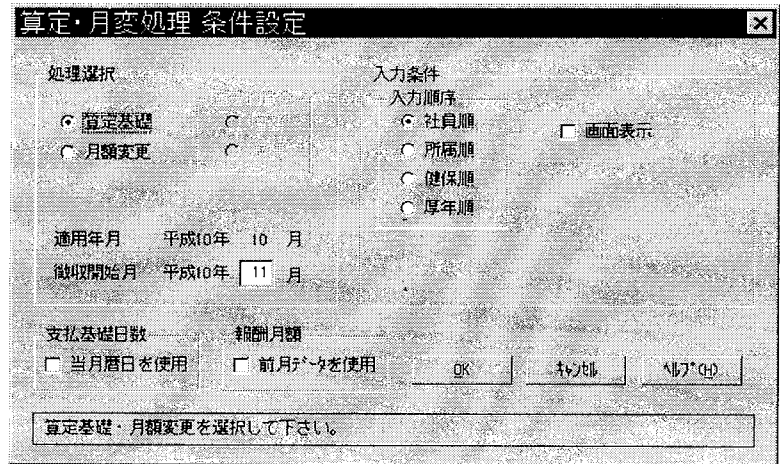 算定・月変処理 条件設定
処理選択
算定基礎
月額変更
入力条件
入力順序
社員順
所属順
健保順
厚年順
画面表示
適用年月 平成10年 10 月
徴収開始月 平成10年 11 月
支払基礎日数
当月暦日を使用
報酬月額
前月ﾃﾞｰﾀを使用
OK
ｷｬﾝｾﾙ
ﾍﾙﾌﾟ(H)
算定基礎・月額変更を選択して下さい。